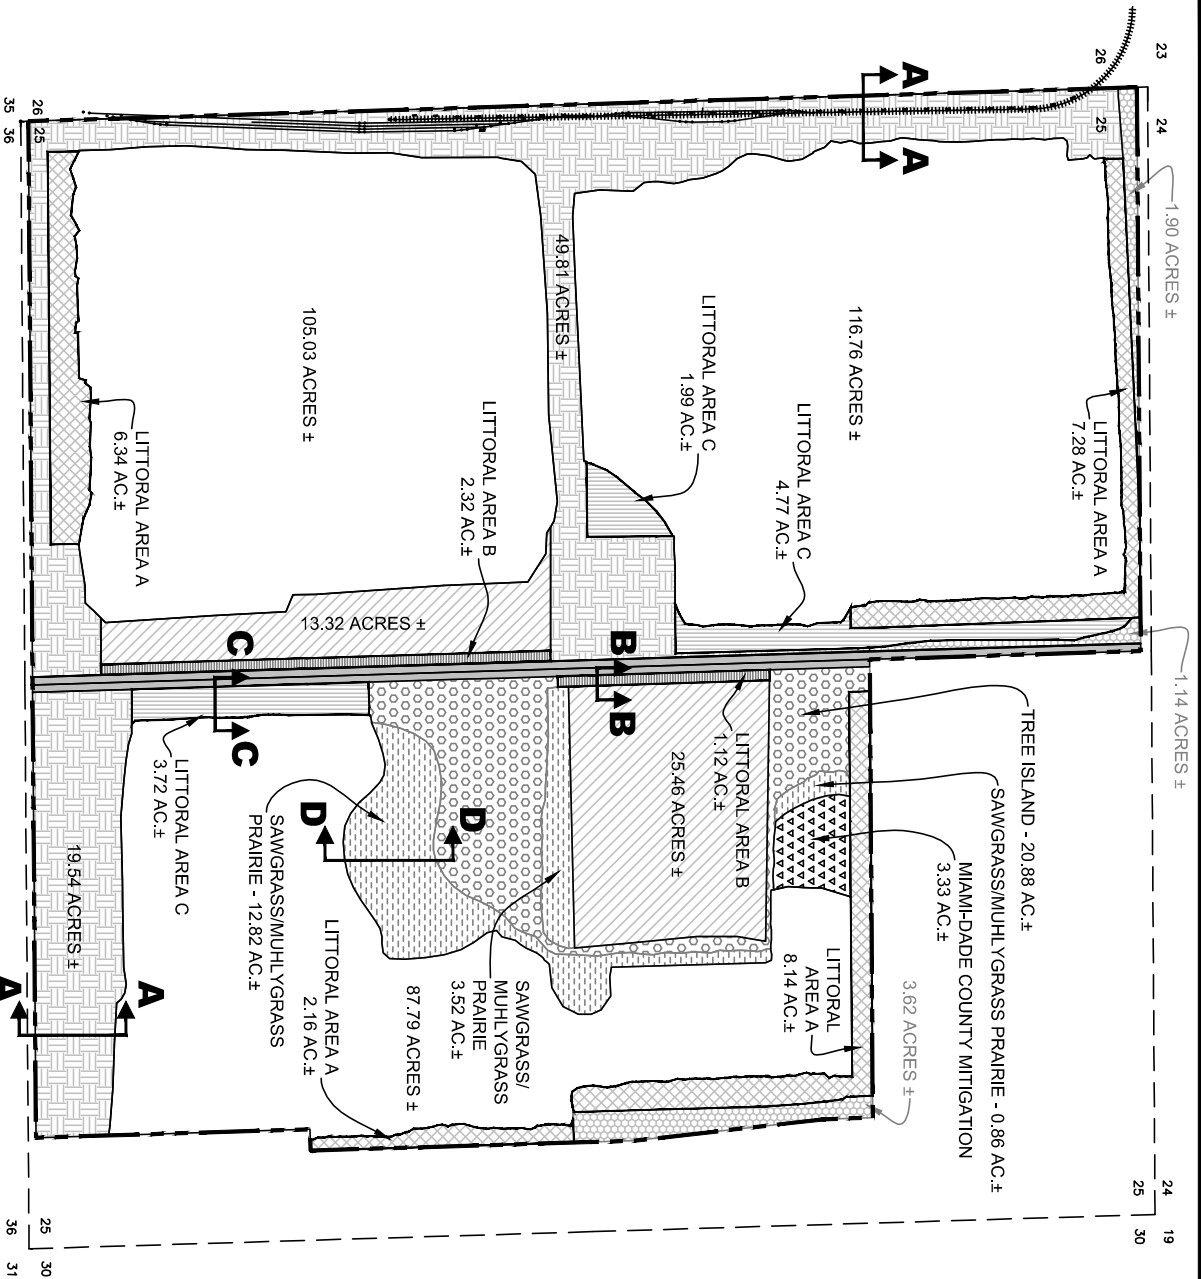 23
24
26
25
1.90 ACRES ±
A
A
116.76 ACRES ±
LITTORAL AREA A
7.28 AC.±
LITTORAL AREA C
4.77 AC.±
LITTORAL AREA C
1.99 AC.±
49.81 ACRES ±
105.03 ACRES ±
LITTORAL AREA B
2.32 AC.±
LITTORAL AREA A
6.34 AC.±
13.32 ACRES ±
26
25
35
36
1.14 ACRES ±
B
B
C
C
TREE ISLAND - 20.88 AC.±
SAWGRASS/MUHLYGRASS PRAIRIE - 0.86 AC.±
MIAMI-DADE COUNTY MITIGATION
3.33 AC.±
LITTORAL AREA B
1.12 AC.±
25.46 ACRES ±
D
D
LITTORAL AREA C
3.72 AC.±
SAWGRASS/MUHLYGRASS
PRAIRIE - 12.82 AC.±
SAWGRASS/
MUHLYGRASS
PRAIRIE
3.52 AC.±
LITTORAL
AREA A
8.14 AC.±
3.62 ACRES ±
87.79 ACRES ±
LITTORAL AREA A
2.16 AC.±
19.54 ACRES ±
A
A
24
19
25
30
25
30
36
31